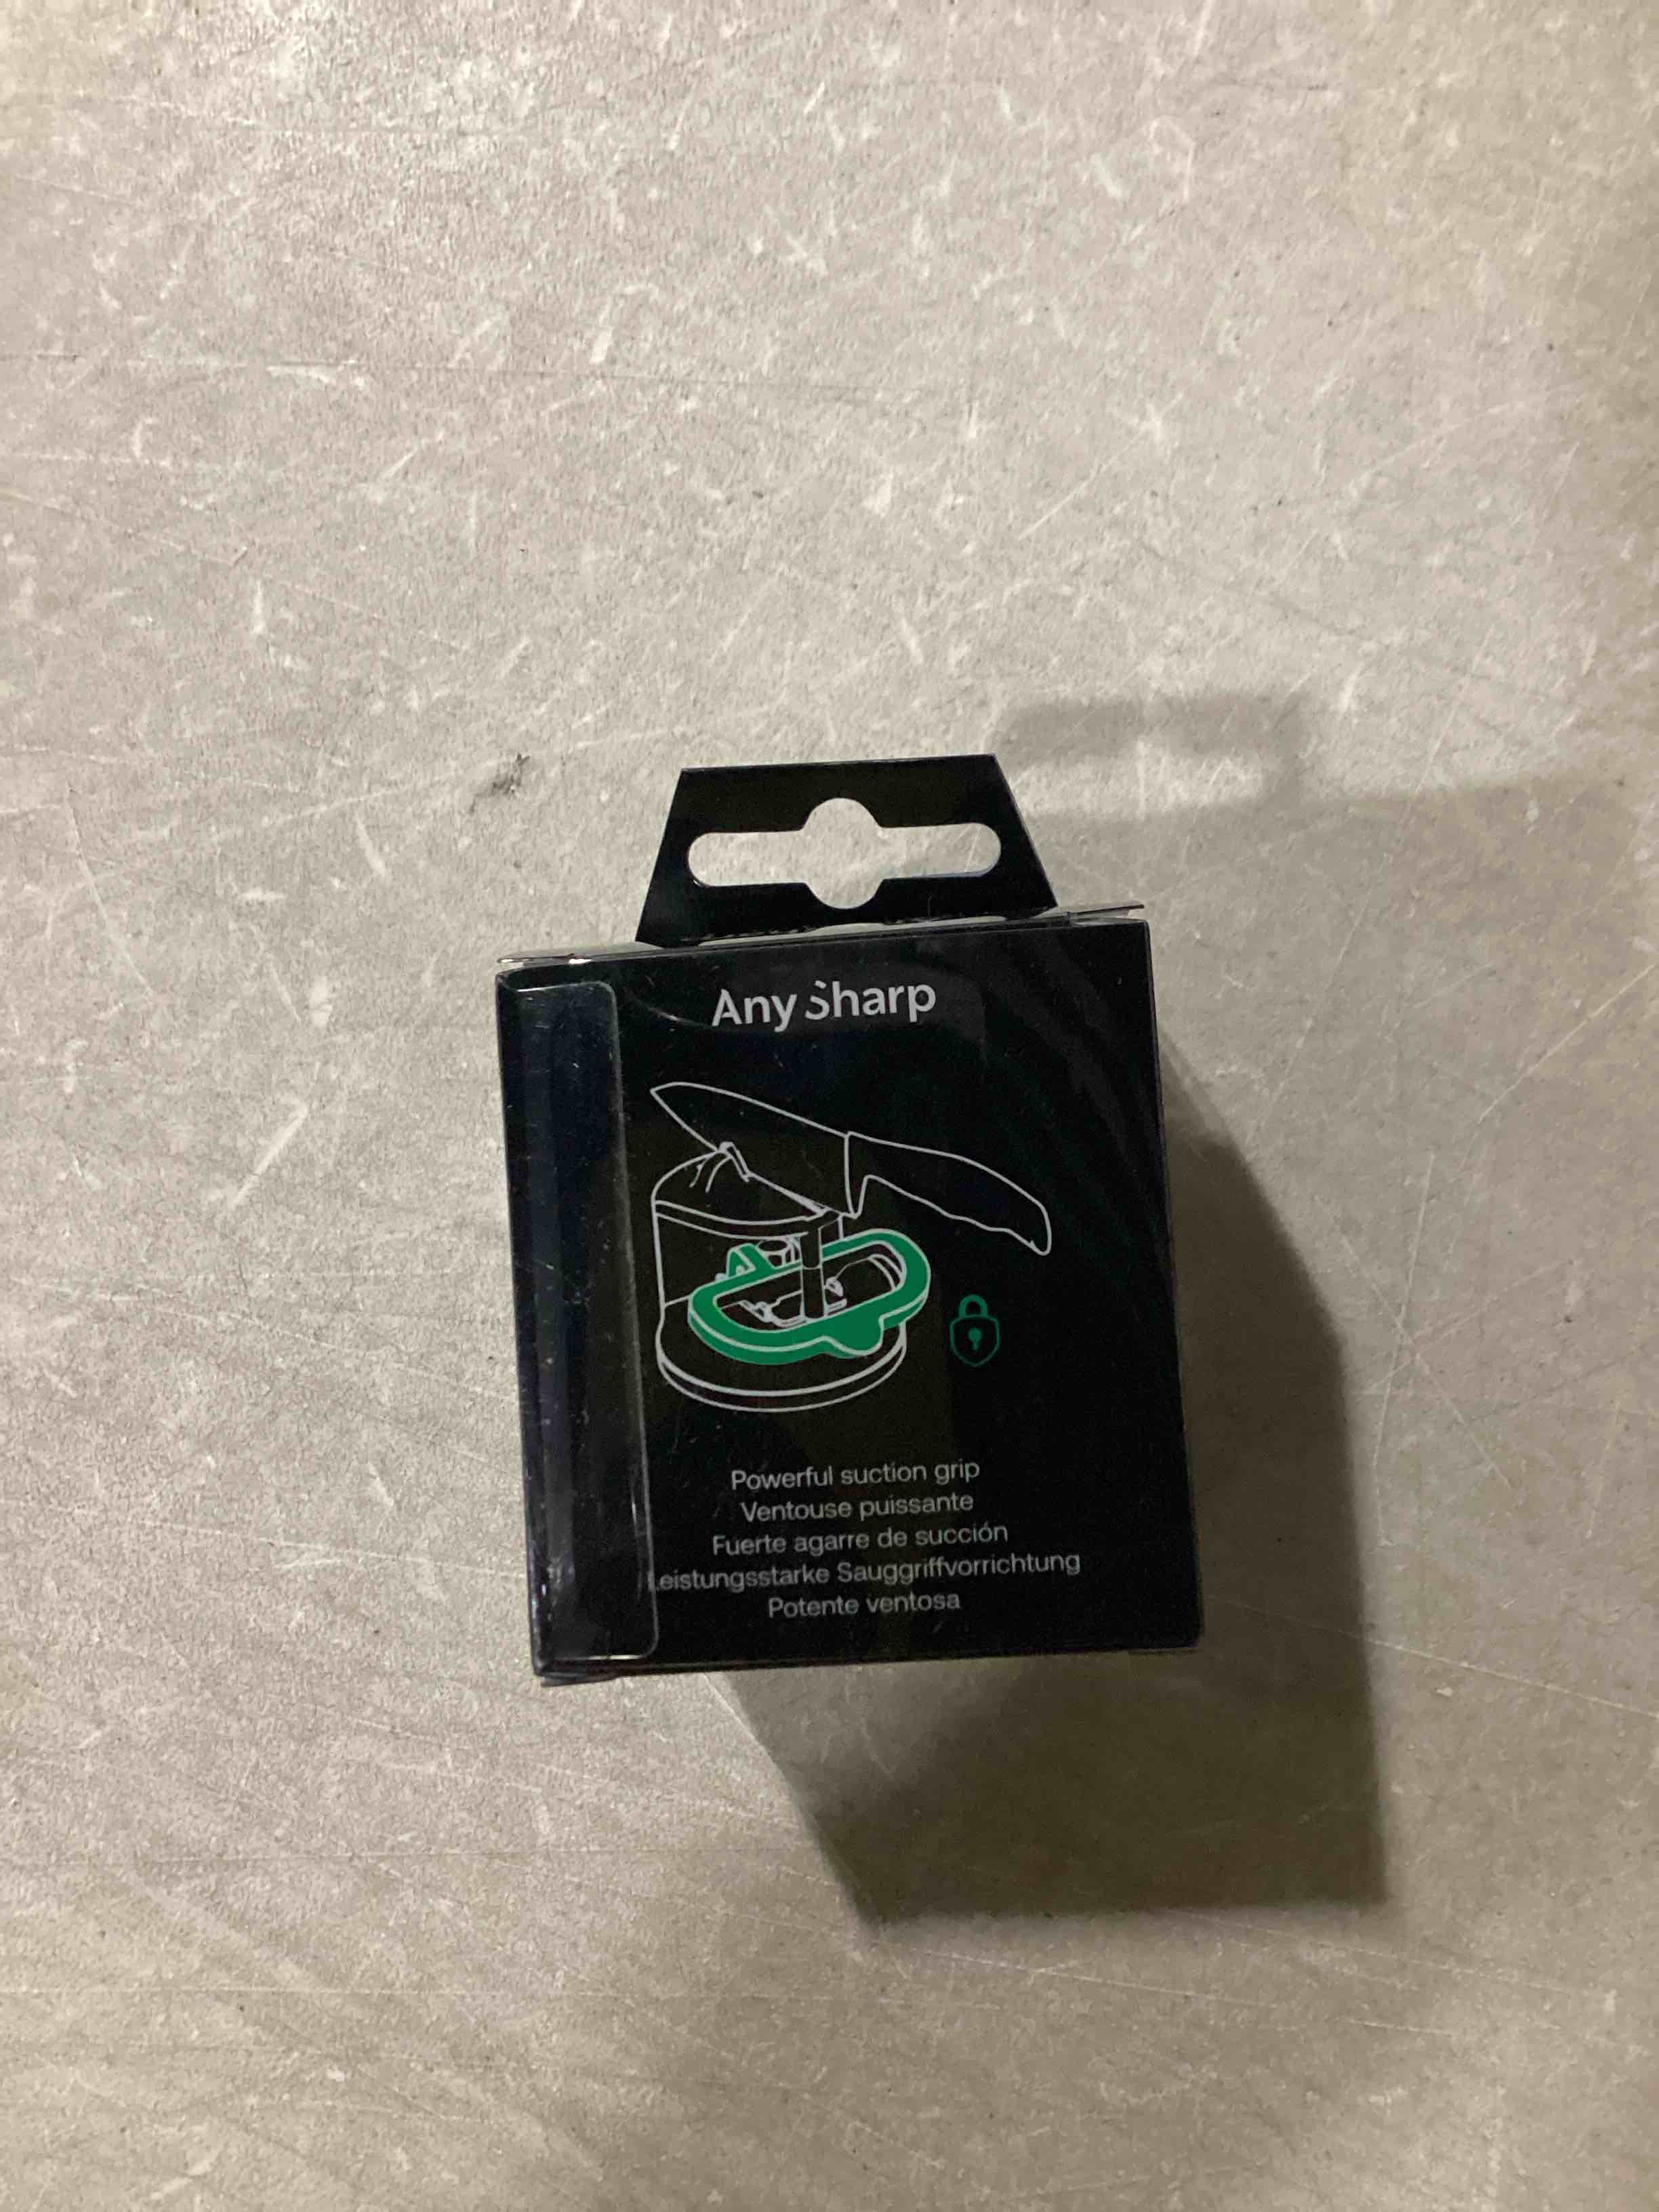 AnySharp
Powerful suction grip
Ventouse puissante
Fuerte agarre de succión
Leistungsstarke Sauggriffvorrichtung
Potente ventosa